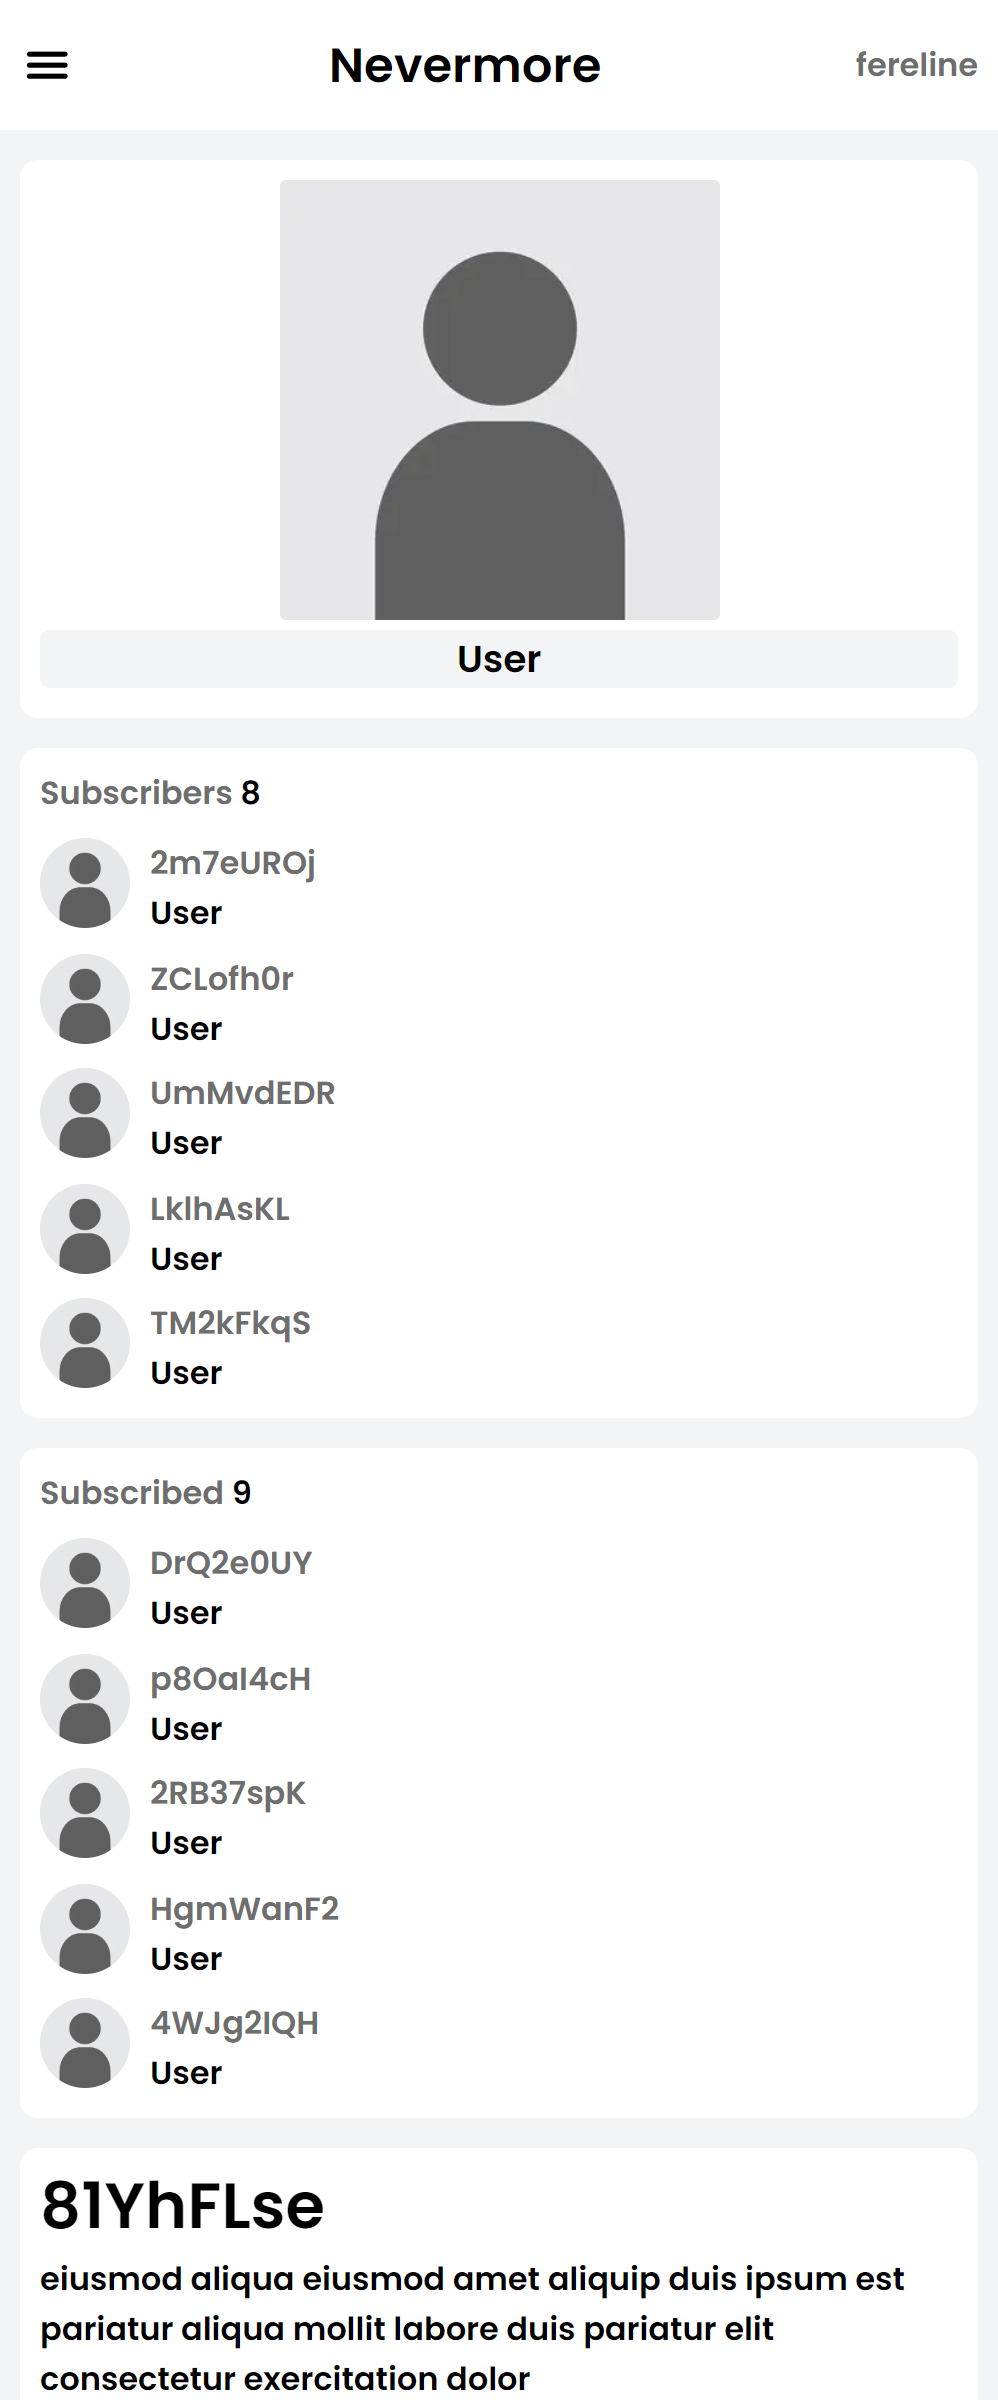 Nevermore
fereline
User
Subscribers 8
2m7eUROj
User
ZCLofh0r
User
UmMvdEDR
User
LklhAsKL
User
TM2kFkqS
User
Subscribed 9
DrQ2e0UY
User
p8OaI4cH
User
2RB37spK
User
HgmWanF2
User
4WJg2IQH
User
81YhFLse
eiusmod aliqua eiusmod amet aliquip duis ipsum est
pariatur aliqua mollit labore duis pariatur elit
consectetur exercitation dolor